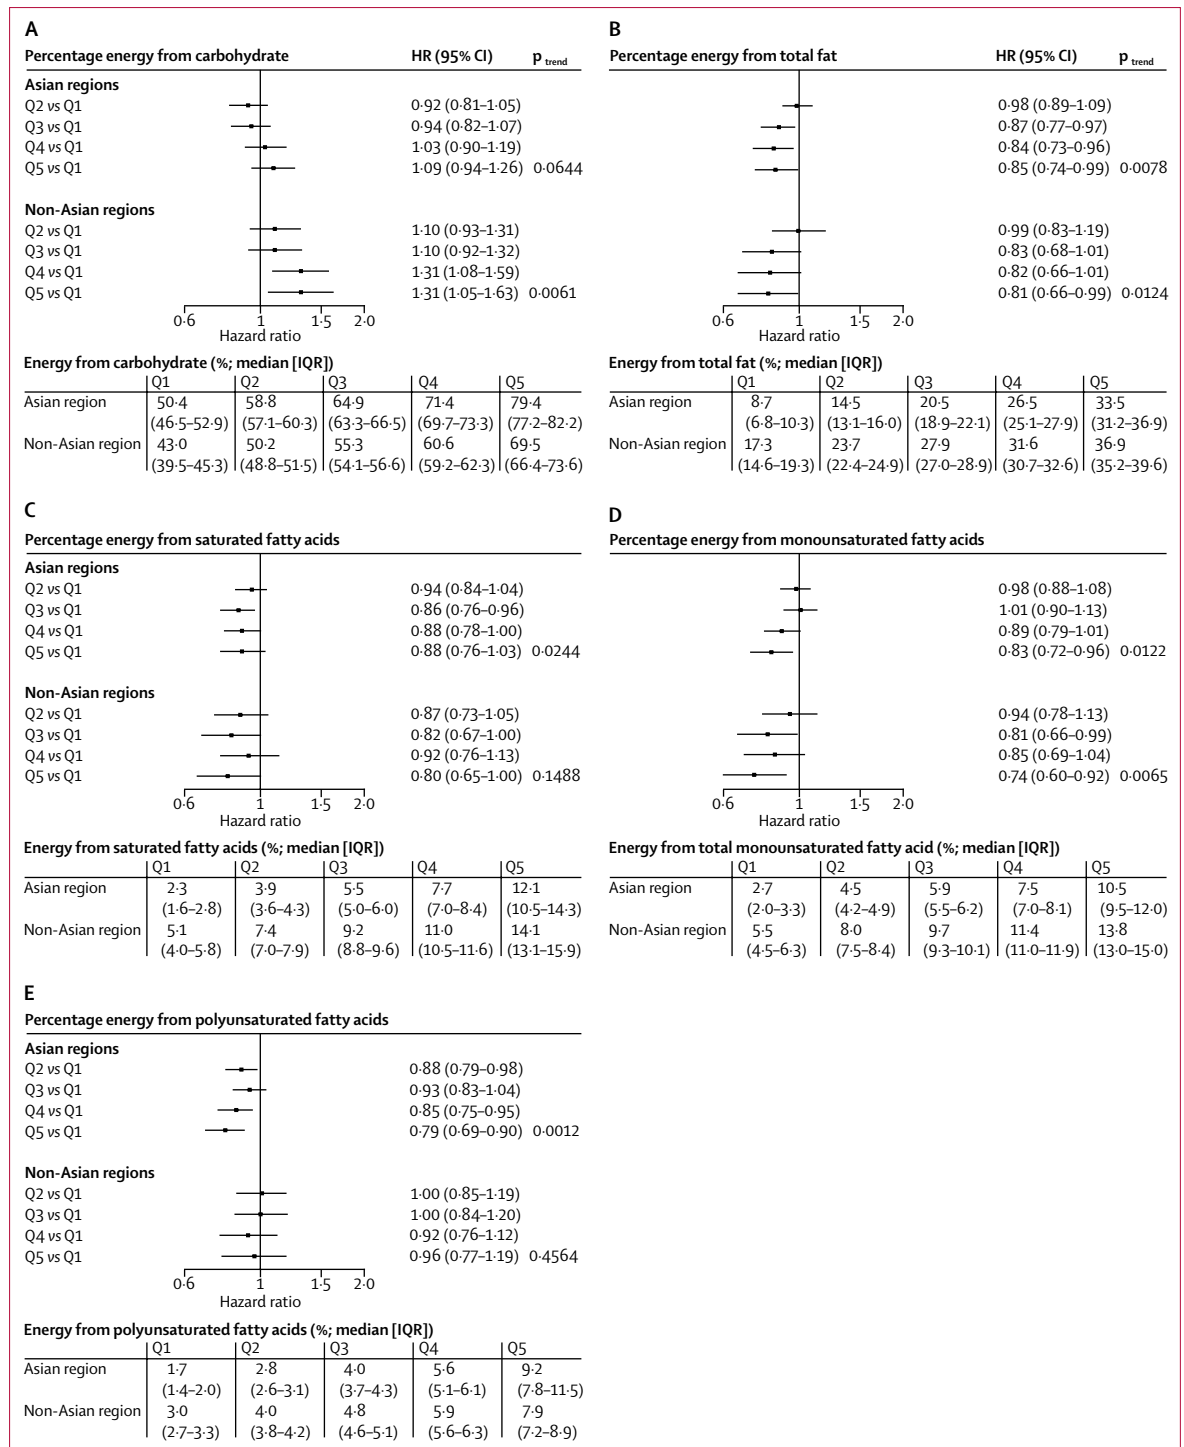 A
Percentage energy from carbohydrate HR (95% CI) p trend
Asian regions
Q2 vs Q1 0·92 (0·81–1·05)
Q3 vs Q1 0·94 (0·82–1·07)
Q4 vs Q1 1·03 (0·90–1·19)
Q5 vs Q1 1·09 (0·94–1·26) 0·0644
Non-Asian regions
Q2 vs Q1 1·10 (0·93–1·31)
Q3 vs Q1 1·10 (0·92–1·32)
Q4 vs Q1 1·31 (1·08–1·59)
Q5 vs Q1 1·31 (1·05–1·63) 0·0061
0·6 1 1·5 2·0
Hazard ratio
Energy from carbohydrate (%; median [IQR])
Q1 Q2 Q3 Q4 Q5
Asian region 50·4 58·8 64·9 71·4 79·4
(46·5–52·9) (57·1–60·3) (63·3–66·5) (69·7–73·3) (77·2–82·2)
Non-Asian region 43·0 50·2 55·3 60·6 69·5
(39·5–45·3) (48·8–51·5) (54·1–56·6) (59·2–62·3) (66·4–73·6)
B
Percentage energy from total fat HR (95% CI) p trend
0·98 (0·89–1·09)
0·87 (0·77–0·97)
0·84 (0·73–0·96)
0·85 (0·74–0·99) 0·0078
0·99 (0·83–1·19)
0·83 (0·68–1·01)
0·82 (0·66–1·01)
0·81 (0·66–0·99) 0·0124
0·6 1 1·5 2·0
Hazard ratio
Energy from total fat (%; median [IQR])
Q1 Q2 Q3 Q4 Q5
Asian region 8·7 14·5 20·5 26·5 33·5
(6·8–10·3) (13·1–16·0) (18·9–22·1) (25·1–27·9) (31·2–36·9)
Non-Asian region 17·3 23·7 27·9 31·6 36·9
(14·6–19·3) (22·4–24·9) (27·0–28·9) (30·7–32·6) (35·2–39·6)
C
Percentage energy from saturated fatty acids
Asian regions
Q2 vs Q1 0·94 (0·84–1·04)
Q3 vs Q1 0·86 (0·76–0·96)
Q4 vs Q1 0·88 (0·78–1·00)
Q5 vs Q1 0·88 (0·76–1·03) 0·0244
Non-Asian regions
Q2 vs Q1 0·87 (0·73–1·05)
Q3 vs Q1 0·82 (0·67–1·00)
Q4 vs Q1 0·92 (0·76–1·13)
Q5 vs Q1 0·80 (0·65–1·00) 0·1488
0·6 1 1·5 2·0
Hazard ratio
Energy from saturated fatty acids (%; median [IQR])
Q1 Q2 Q3 Q4 Q5
Asian region 2·3 3·9 5·5 7·7 12·1
(1·6–2·8) (3·6–4·3) (5·0–6·0) (7·0–8·4) (10·5–14·3)
Non-Asian region 5·1 7·4 9·2 11·0 14·1
(4·0–5·8) (7·0–7·9) (8·8–9·6) (10·5–11·6) (13·1–15·9)
D
Percentage energy from monounsaturated fatty acids
0·98 (0·88–1·08)
1·01 (0·90–1·13)
0·89 (0·79–1·01)
0·83 (0·72–0·96) 0·0122
0·94 (0·78–1·13)
0·81 (0·66–0·99)
0·85 (0·69–1·04)
0·74 (0·60–0·92) 0·0065
0·6 1 1·5 2·0
Hazard ratio
Energy from total monounsaturated fatty acid (%; median [IQR])
Q1 Q2 Q3 Q4 Q5
Asian region 2·7 4·5 5·9 7·5 10·5
(2·0–3·3) (4·2–4·9) (5·5–6·2) (7·0–8·1) (9·5–12·0)
Non-Asian region 5·5 8·0 9·7 11·4 13·8
(4·5–6·3) (7·5–8·4) (9·3–10·1) (11·0–11·9) (13·0–15·0)
E
Percentage energy from polyunsaturated fatty acids
Asian regions
Q2 vs Q1 0·88 (0·79–0·98)
Q3 vs Q1 0·93 (0·83–1·04)
Q4 vs Q1 0·85 (0·75–0·95)
Q5 vs Q1 0·79 (0·69–0·90) 0·0012
Non-Asian regions
Q2 vs Q1 1·00 (0·85–1·19)
Q3 vs Q1 1·00 (0·84–1·20)
Q4 vs Q1 0·92 (0·76–1·12)
Q5 vs Q1 0·96 (0·77–1·19) 0·4564
0·6 1 1·5 2·0
Hazard ratio
Energy from polyunsaturated fatty acids (%; median [IQR])
Q1 Q2 Q3 Q4 Q5
Asian region 1·7 2·8 4·0 5·6 9·2
(1·4–2·0) (2·6–3·1) (3·7–4·3) (5·1–6·1) (7·8–11·5)
Non-Asian region 3·0 4·0 4·8 5·9 7·9
(2·7–3·3) (3·8–4·2) (4·6–5·1) (5·6–6·3) (7·2–8·9)